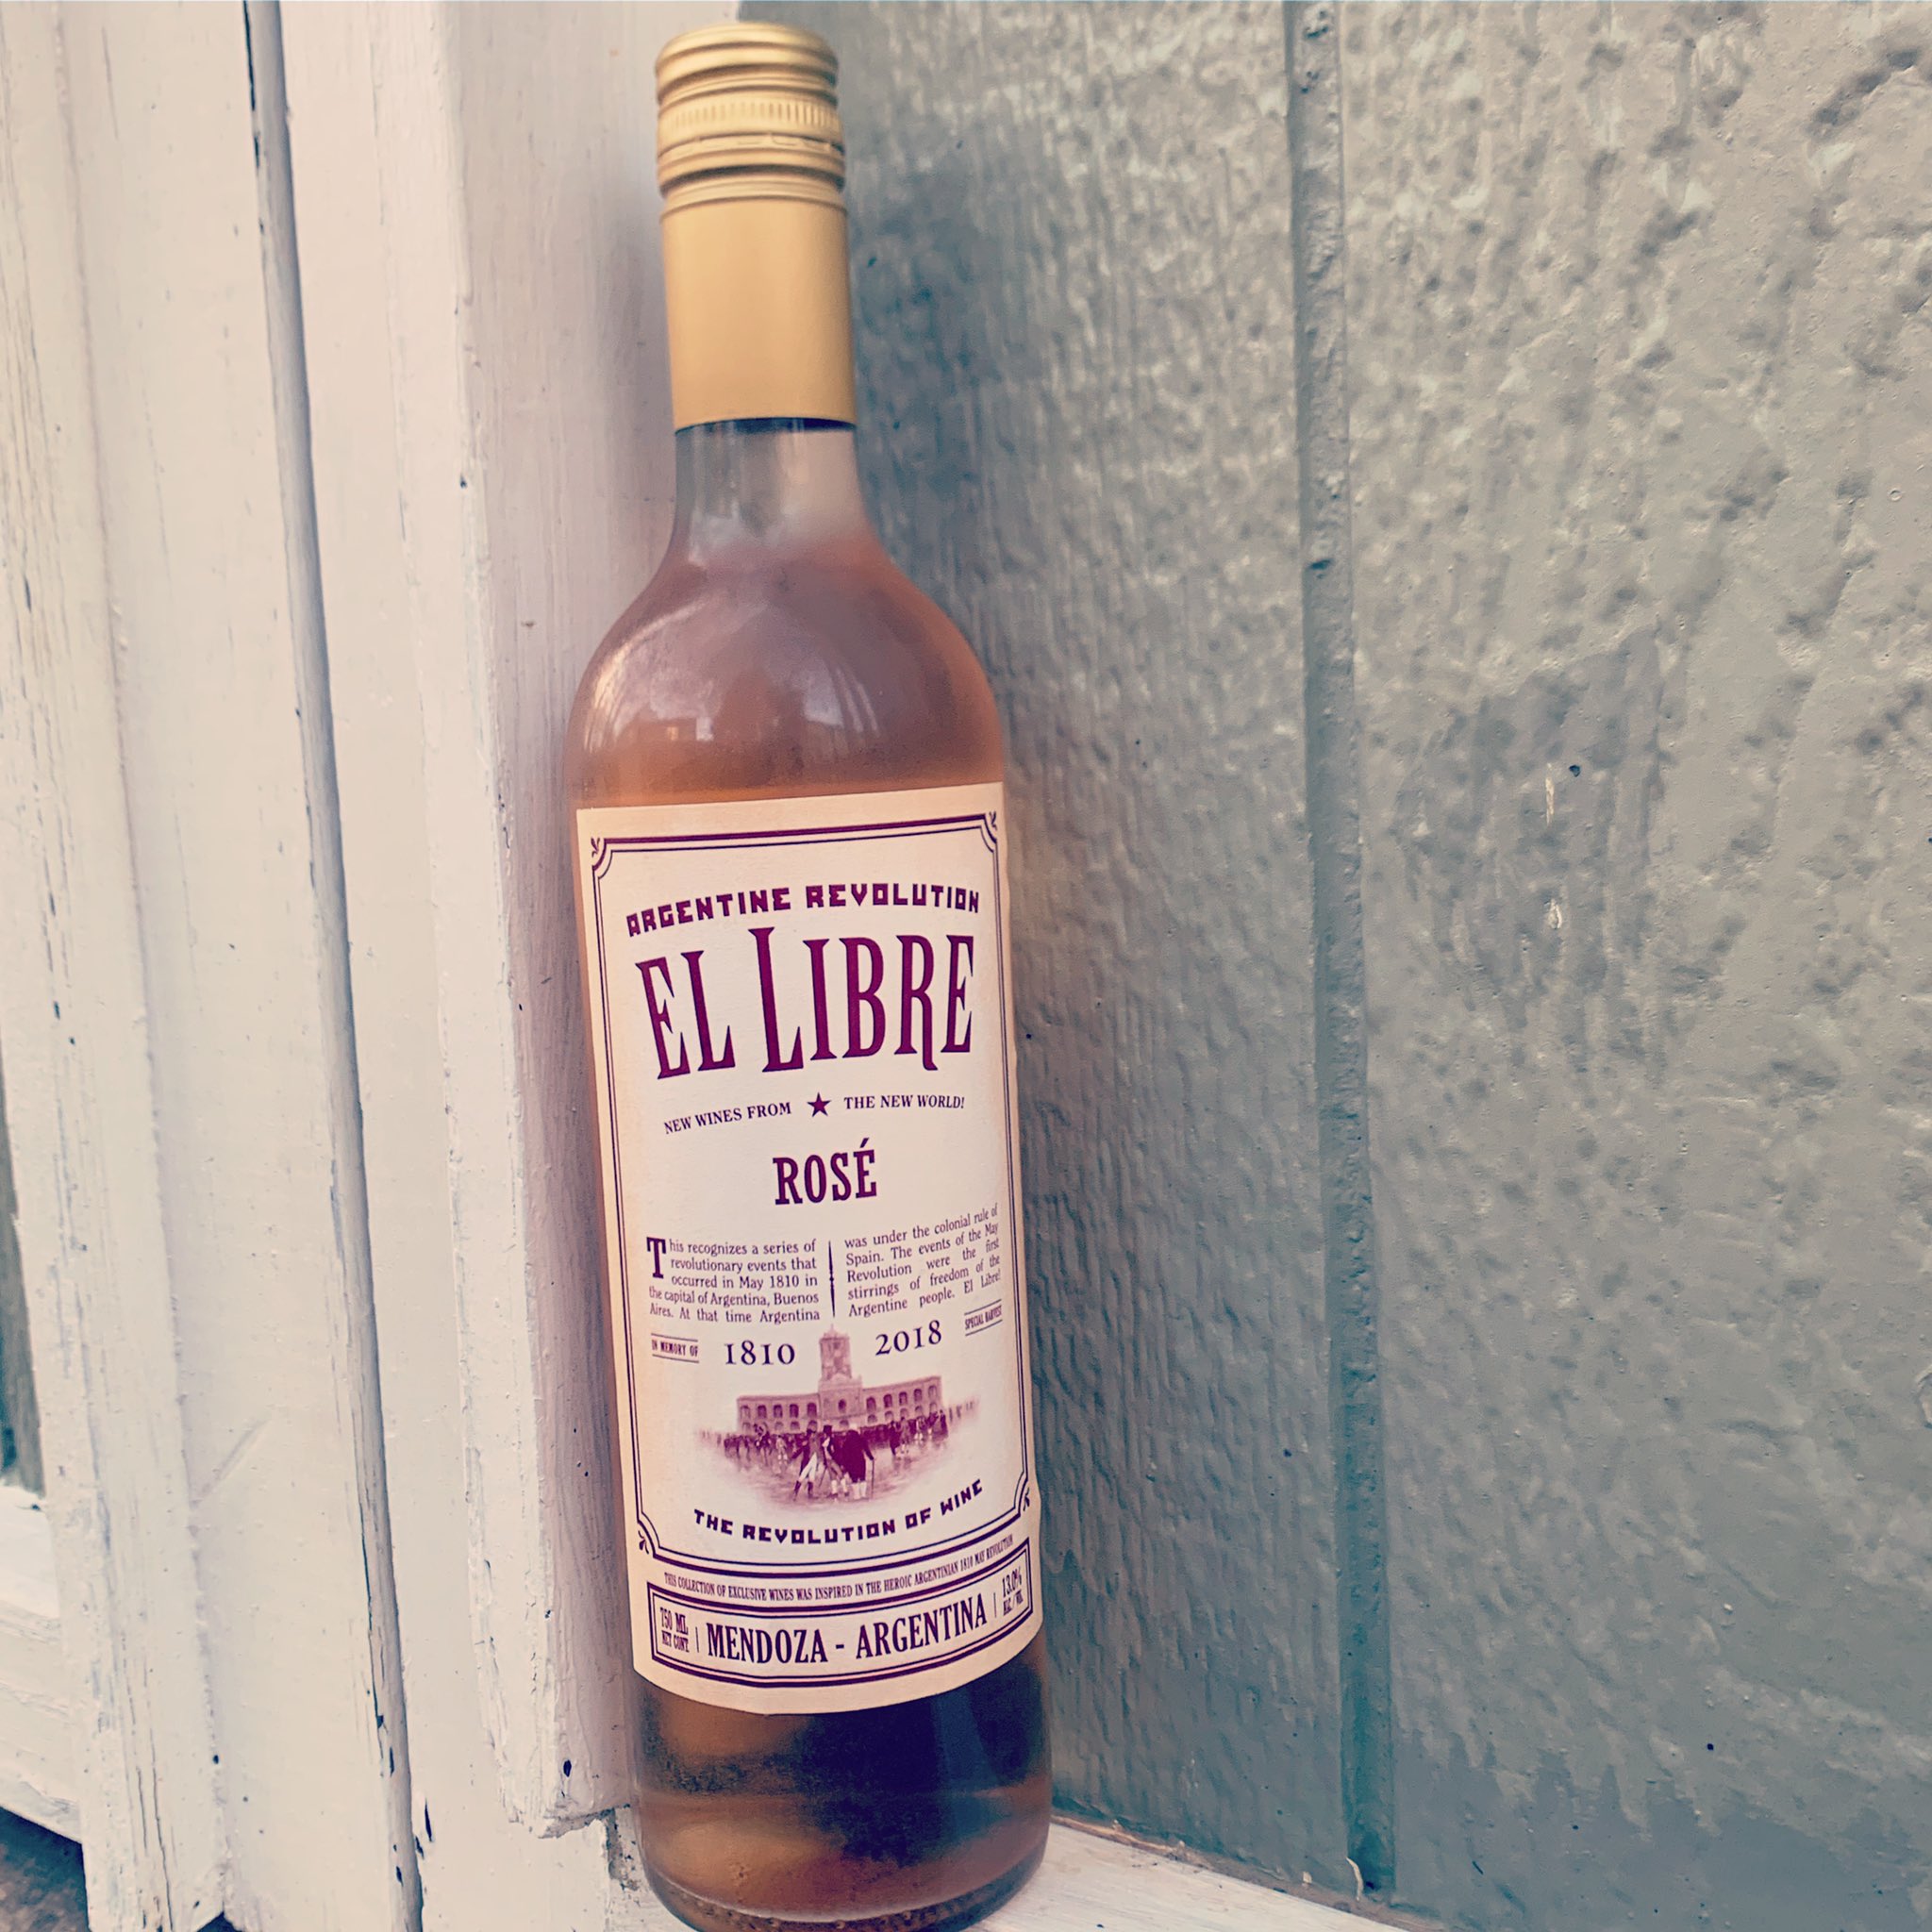 ARGENTINE REVOLUTION
EL LIBRE
NEW WINES FROM ★ THE NEW WORLD!
ROSÉ
This recognizes a series of
revolutionary events that
occurred in May 1810 in
the capital of Argentina, Buenos
Aires. At that time Argentina
was under the colonial rule of
Spain. The events of the May
Revolution were the first
stirrings of freedom of the
Argentine people. El Libre!
IN MEMORY OF 1810
2018 SPECIAL HARVEST
THE REVOLUTION OF WINE
THIS COLLECTION OF EXCLUSIVE WINES WAS INSPIRED IN THE HEROIC ARGENTINIAN 1810 MAY REVOLUTION
750 ML
NET CONT.
MENDOZA - ARGENTINA
13.0%
ALC. / VOL.